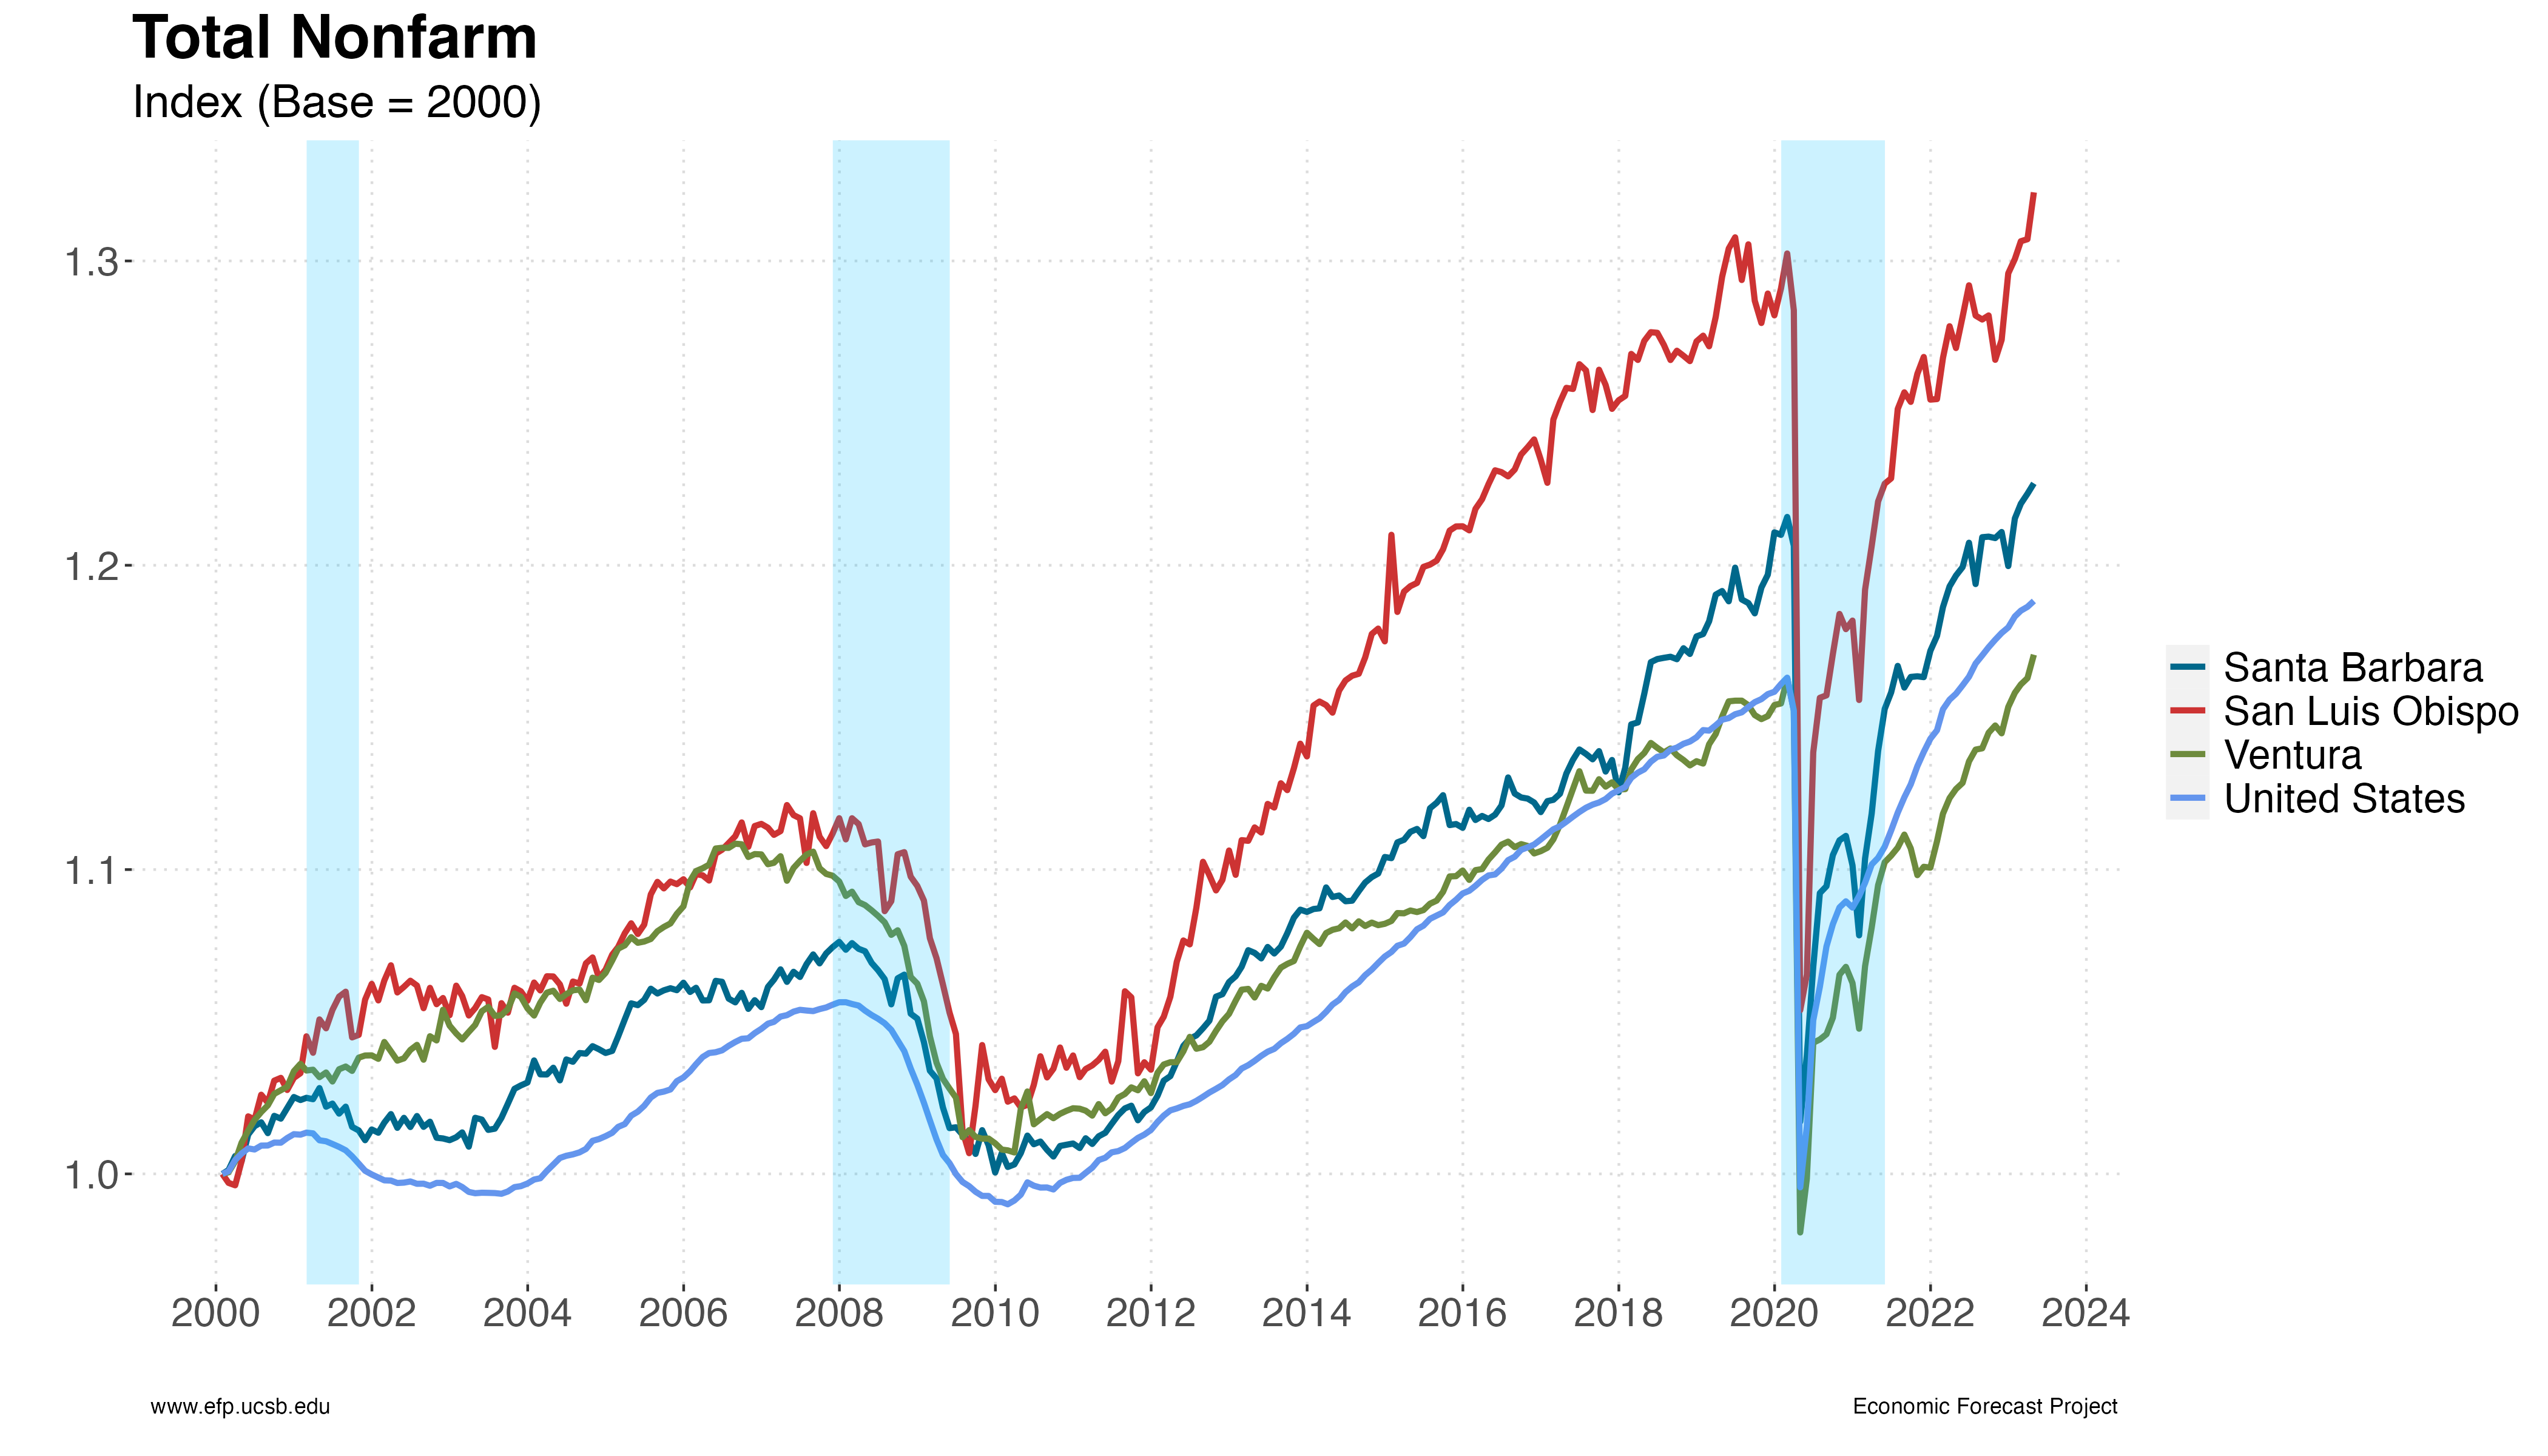 Total Nonfarm
Index (Base = 2000)
1.3
1.2
1.1
1.0
2000 2002 2004 2006 2008 2010 2012 2014 2016 2018 2020 2022 2024
Santa Barbara
San Luis Obispo
Ventura
United States
www.efp.ucsb.edu
Economic Forecast Project